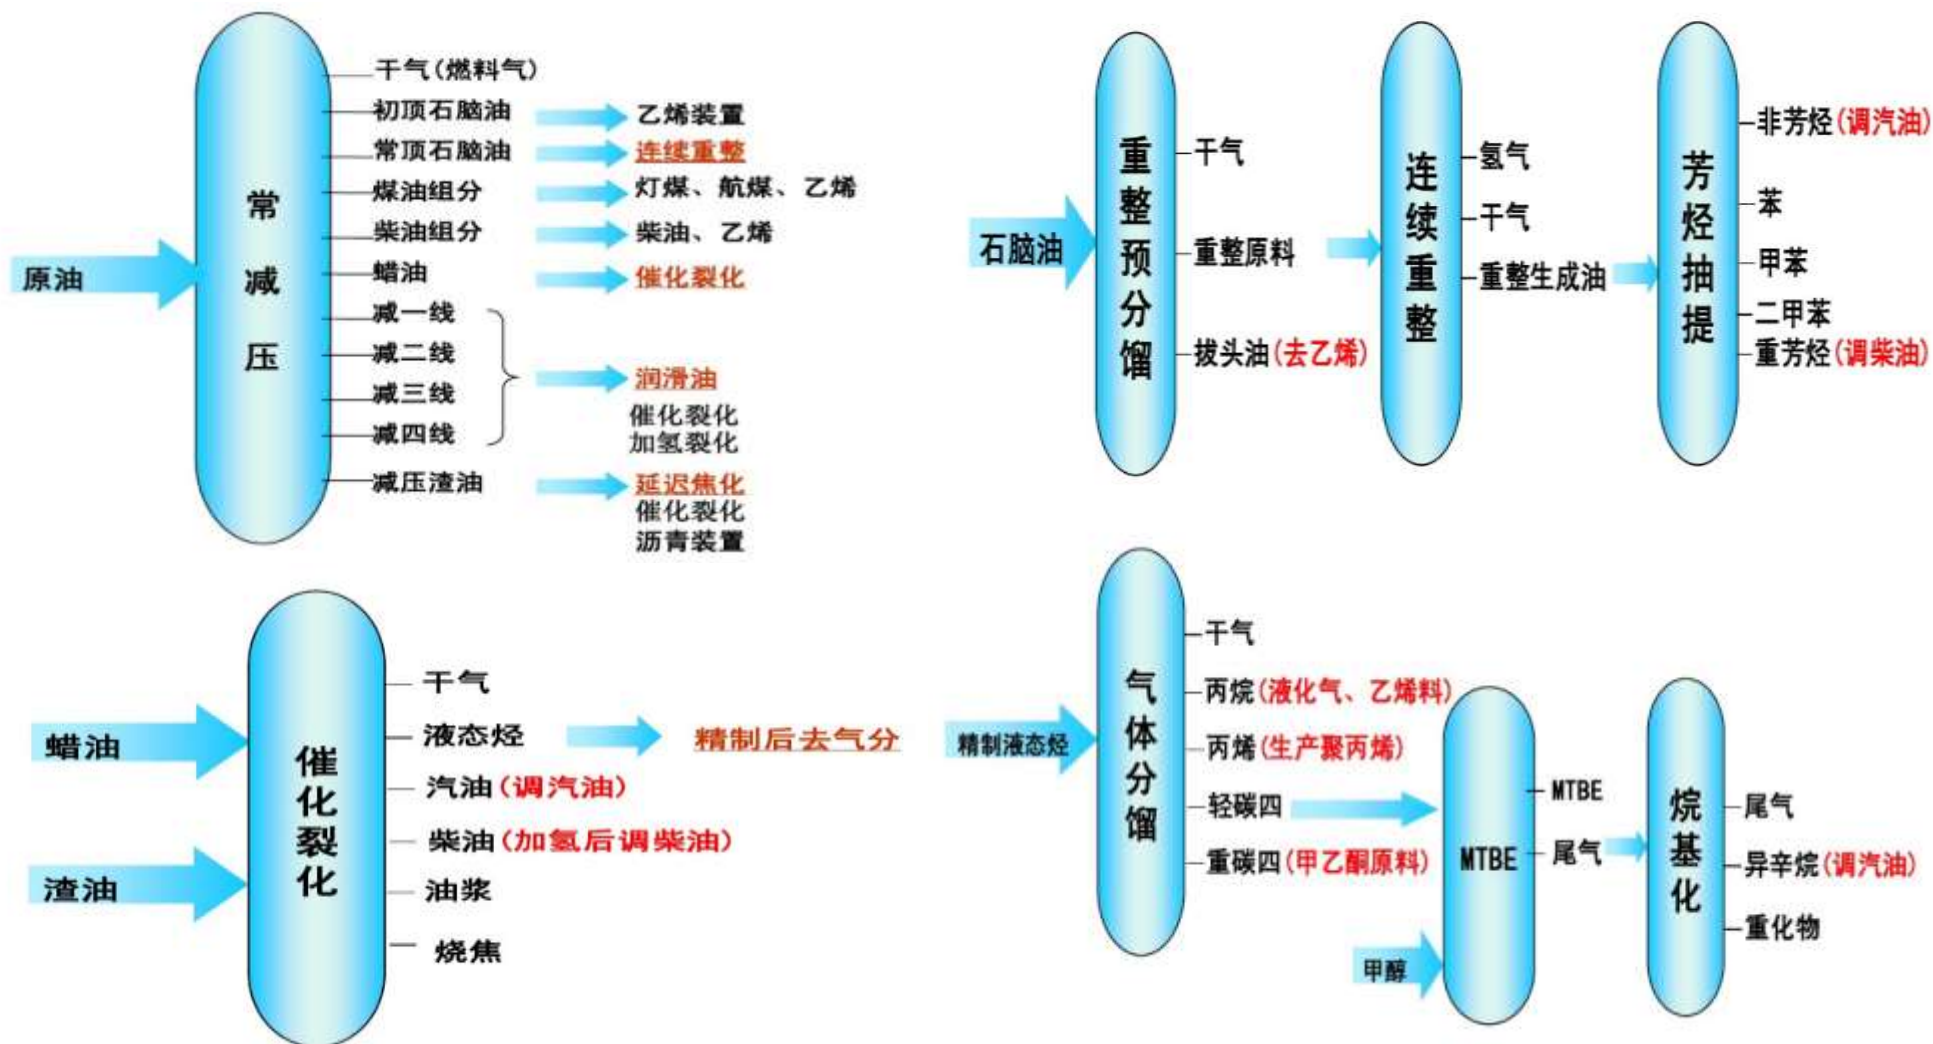 原油
常减压
干气(燃料气)
初顶石脑油
乙烯装置
常顶石脑油
连续重整
煤油组分
灯煤、航煤、乙烯
柴油组分
柴油、乙烯
蜡油
催化裂化
减一线
减二线
减三线
减四线
润滑油
催化裂化
加氢裂化
减压渣油
延迟焦化
催化裂化
沥青装置
石脑油
重整预分馏
干气
重整原料
拔头油(去乙烯)
连续重整
氢气
干气
重整生成油
芳烃抽提
非芳烃(调汽油)
苯
甲苯
二甲苯
重芳烃(调柴油)
蜡油
渣油
催化裂化
干气
液态烃
精制后去气分
汽油(调汽油)
柴油(加氢后调柴油)
油浆
烧焦
精制液态烃
气体分馏
干气
丙烷(液化气、乙烯料)
丙烯(生产聚丙烯)
轻碳四
重碳四(甲乙酮原料)
甲醇
MTBE
MTBE
尾气
烷基化
尾气
异辛烷(调汽油)
重化物